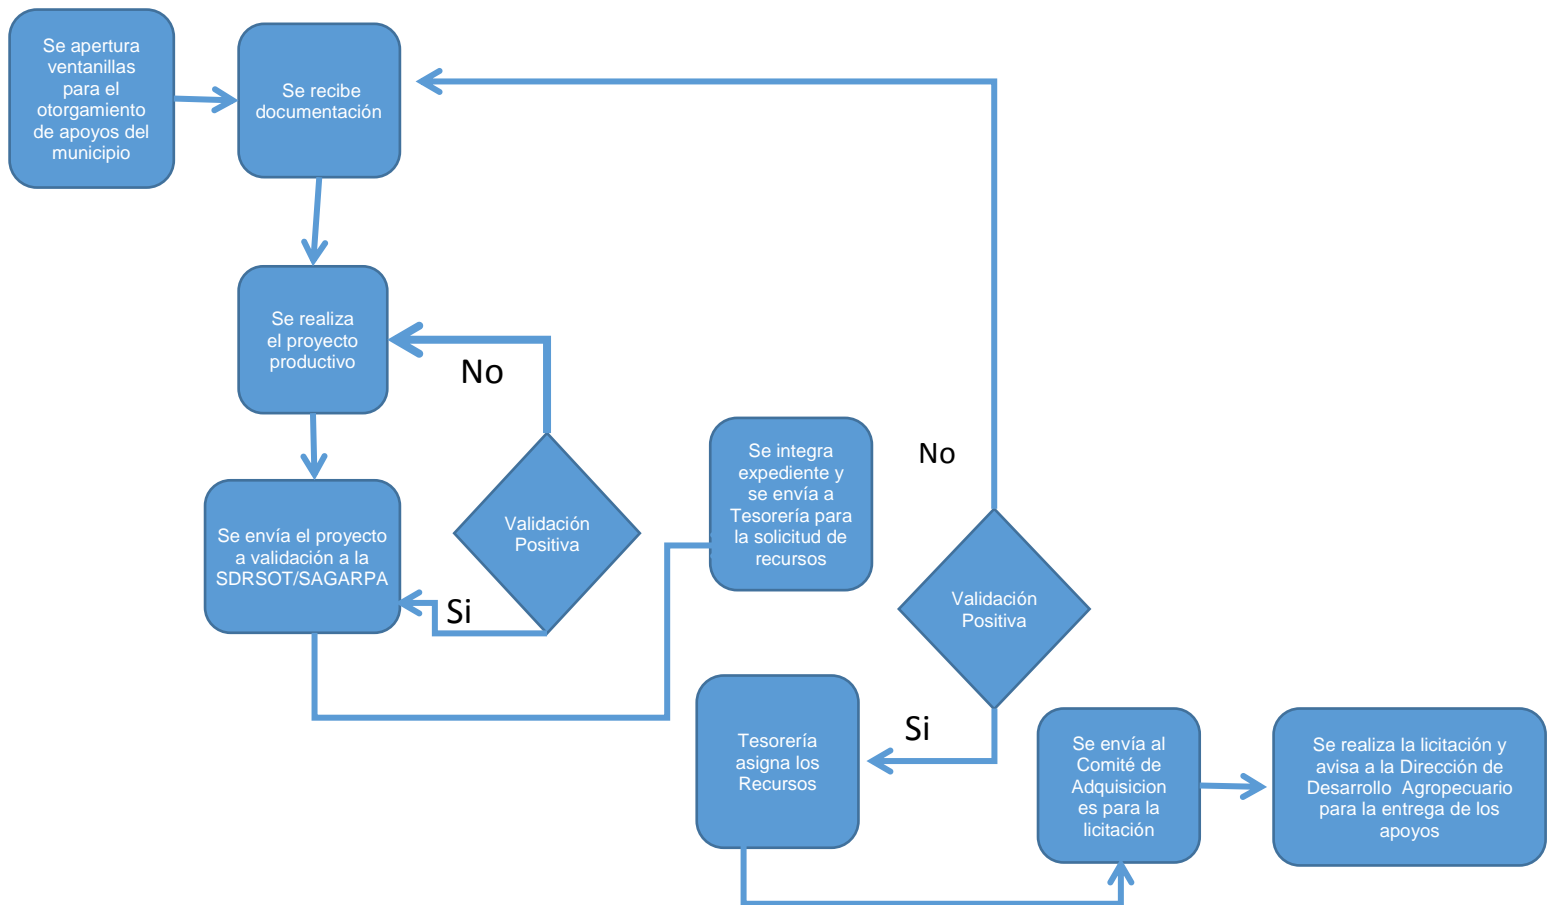 Se apertura
ventanillas
para el
otorgamiento
de apoyos del
municipio
Se recibe
documentación
Se realiza
el proyecto
productivo
No
Se envía el proyecto
a validación a la
SDRSOT/SAGARPA
Validación
Positiva
Si
Se integra
expediente y
se envía a
Tesorería para
la solicitud de
recursos
No
Validación
Positiva
Si
Tesorería
asigna los
Recursos
Se envía al
Comité de
Adquisicion
es para la
licitación
Se realiza la licitación y
avisa a la Dirección de
Desarrollo  Agropecuario
para la entrega de los
apoyos